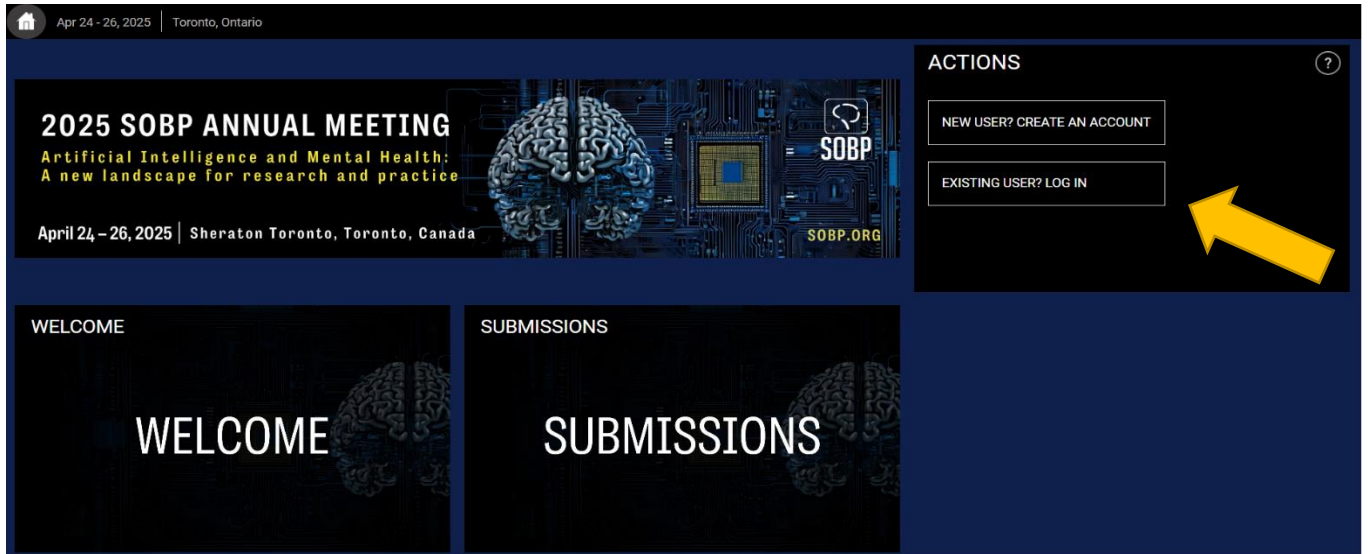 Apr 24 - 26, 2025 Toronto, Ontario
2025 SOBP ANNUAL MEETING
Artificial Intelligence and Mental Health:
A new landscape for research and practice
April 24 – 26, 2025 | Sheraton Toronto, Toronto, Canada
SOBP
SOBP.ORG
ACTIONS
?
NEW USER? CREATE AN ACCOUNT
EXISTING USER? LOG IN
WELCOME
WELCOME
SUBMISSIONS
SUBMISSIONS